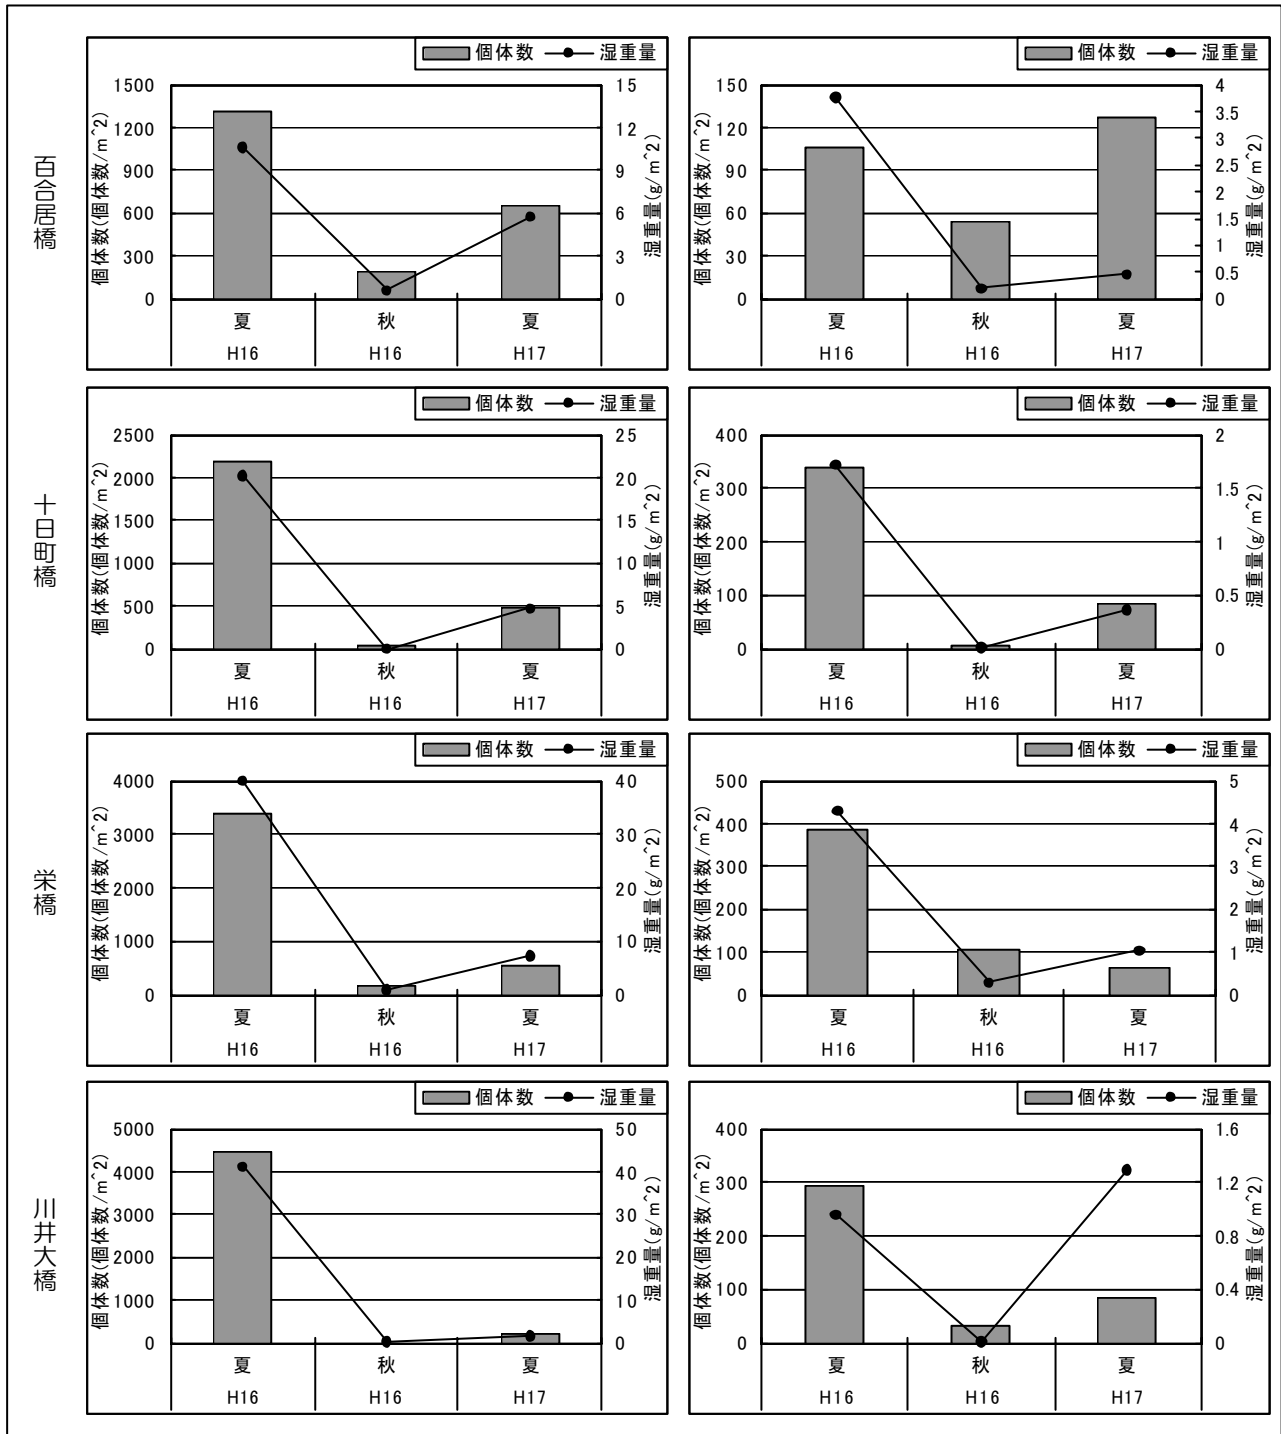 百合居橋
個体数 湿重量
個体数(個体数/m^2)
1500
1200
900
600
300
0
15
12
9
6
3
0
湿重量(g/m^2)
夏 秋 夏
H16 H16 H17
個体数 湿重量
個体数(個体数/m^2)
150
120
90
60
30
0
4
3.5
3
2.5
2
1.5
1
0.5
0
湿重量(g/m^2)
夏 秋 夏
H16 H16 H17
十日町橋
個体数 湿重量
個体数(個体数/m^2)
2500
2000
1500
1000
500
0
25
20
15
10
5
0
湿重量(g/m^2)
夏 秋 夏
H16 H16 H17
個体数 湿重量
個体数(個体数/m^2)
400
300
200
100
0
2
1.5
1
0.5
0
湿重量(g/m^2)
夏 秋 夏
H16 H16 H17
栄橋
個体数 湿重量
個体数(個体数/m^2)
4000
3000
2000
1000
0
40
30
20
10
0
湿重量(g/m^2)
夏 秋 夏
H16 H16 H17
個体数 湿重量
個体数(個体数/m^2)
500
400
300
200
100
0
5
4
3
2
1
0
湿重量(g/m^2)
夏 秋 夏
H16 H16 H17
川井大橋
個体数 湿重量
個体数(個体数/m^2)
5000
4000
3000
2000
1000
0
50
40
30
20
10
0
湿重量(g/m^2)
夏 秋 夏
H16 H16 H17
個体数 湿重量
個体数(個体数/m^2)
400
300
200
100
0
1.6
1.2
0.8
0.4
0
湿重量(g/m^2)
夏 秋 夏
H16 H16 H17